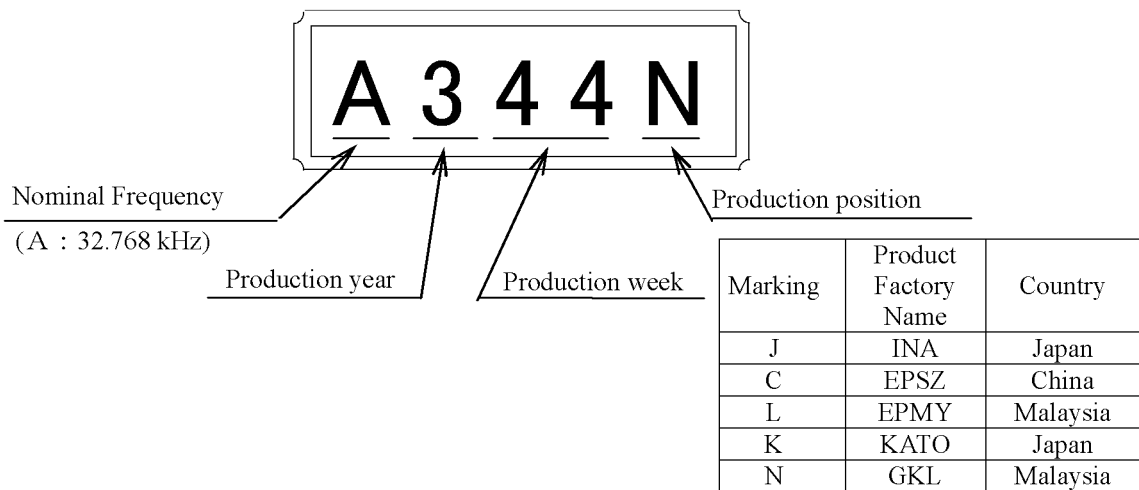 A 3 4 4 N
Nominal Frequency
(A : 32.768 kHz)
Production position
Production year
Production week
Marking Product Factory Name Country
J INA Japan
C EPSZ China
L EPMY Malaysia
K KATO Japan
N GKL Malaysia